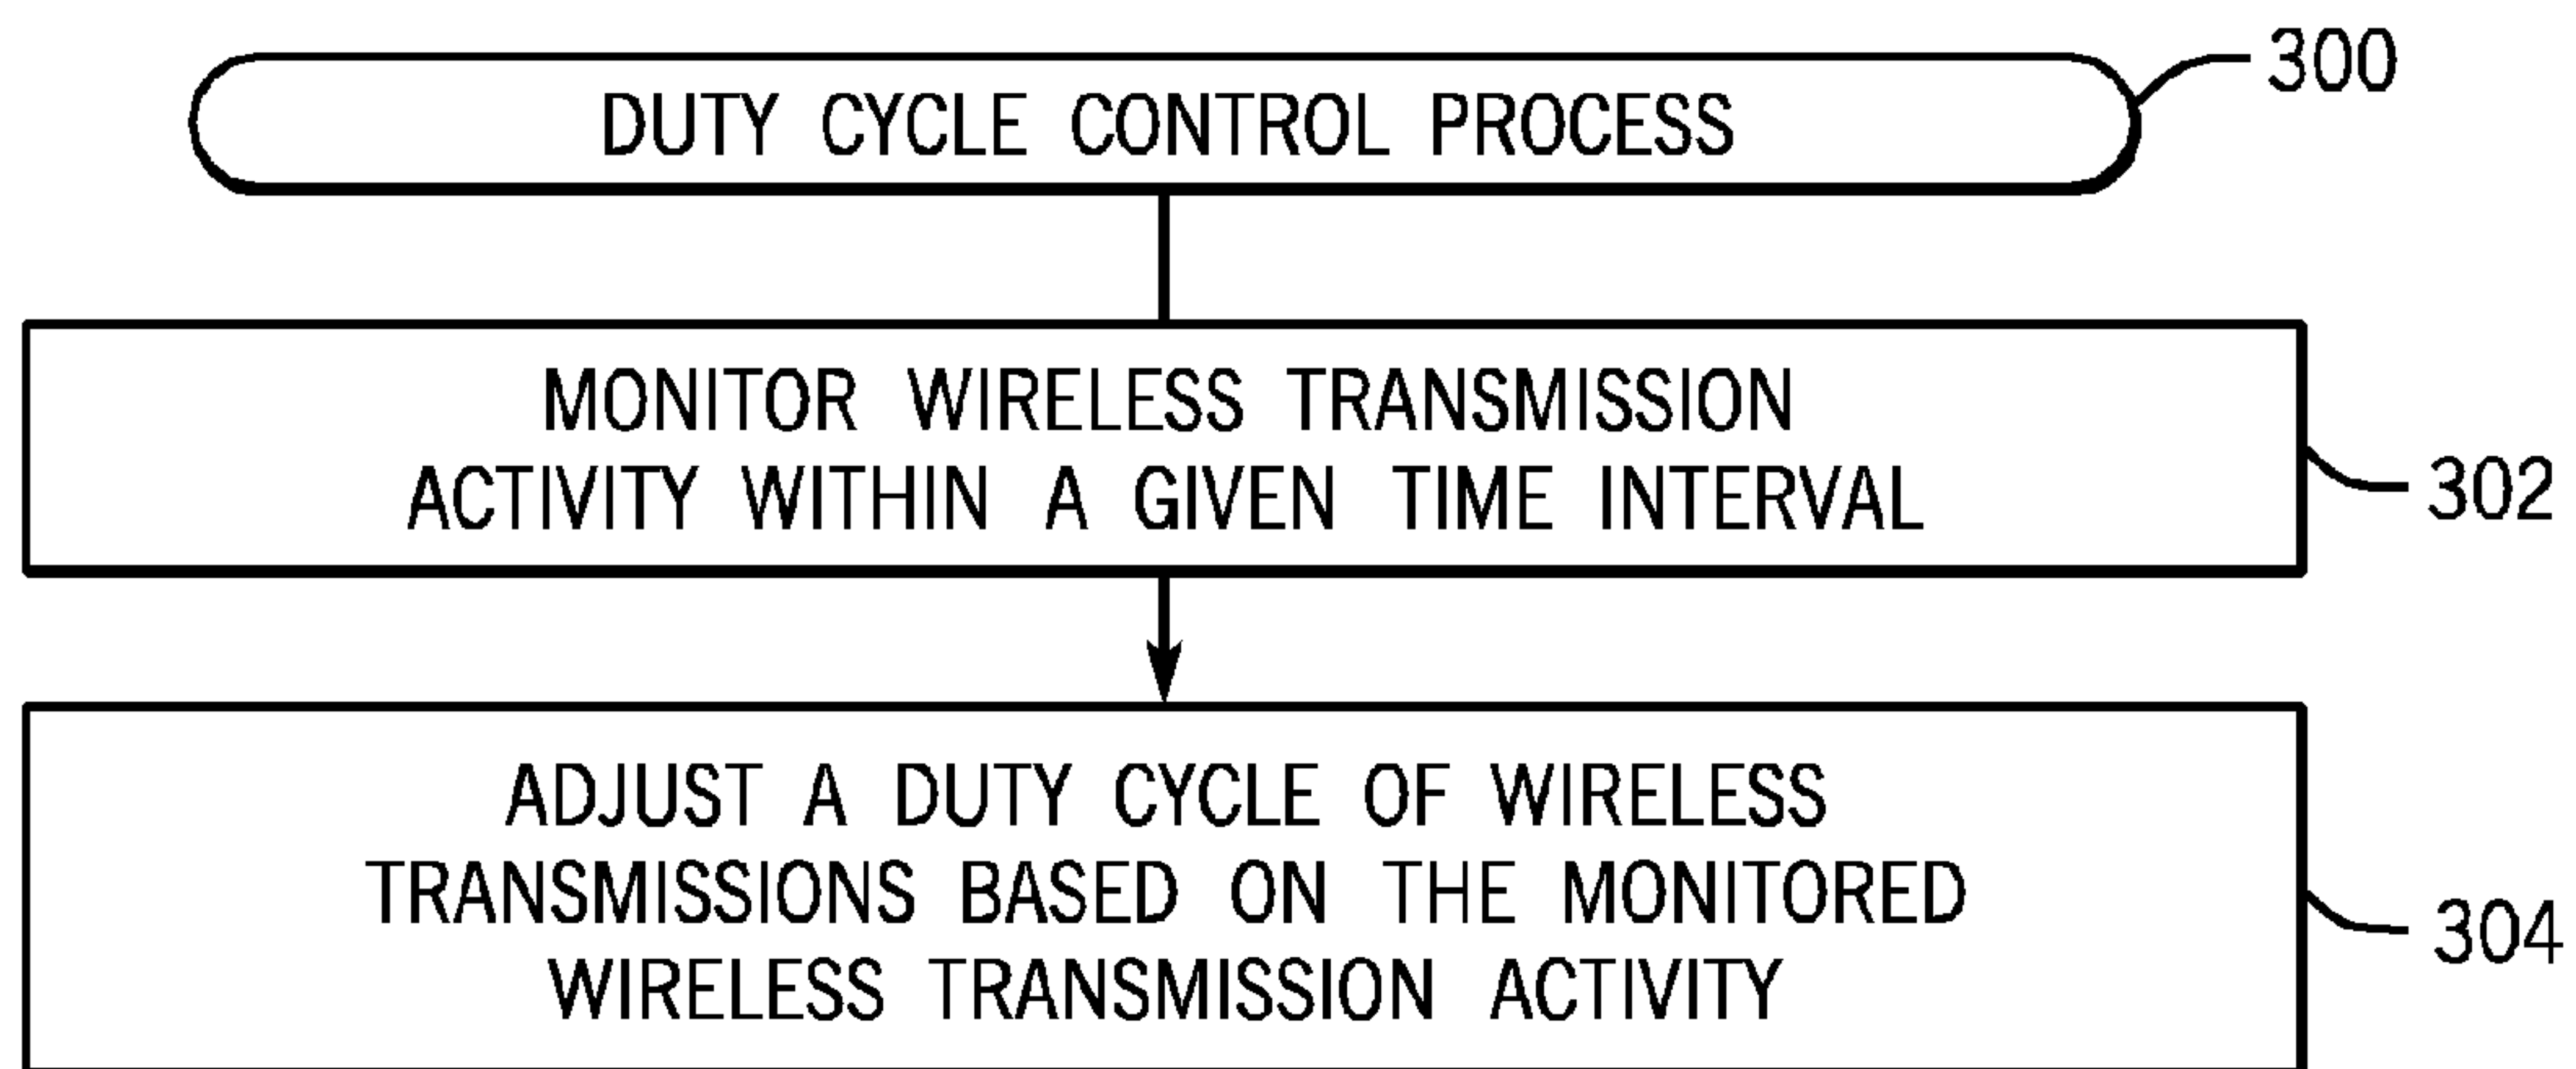 DUTY CYCLE CONTROL PROCESS
300
MONITOR WIRELESS TRANSMISSION
ACTIVITY WITHIN A GIVEN TIME INTERVAL
302
ADJUST A DUTY CYCLE OF WIRELESS
TRANSMISSIONS BASED ON THE MONITORED
WIRELESS TRANSMISSION ACTIVITY
304